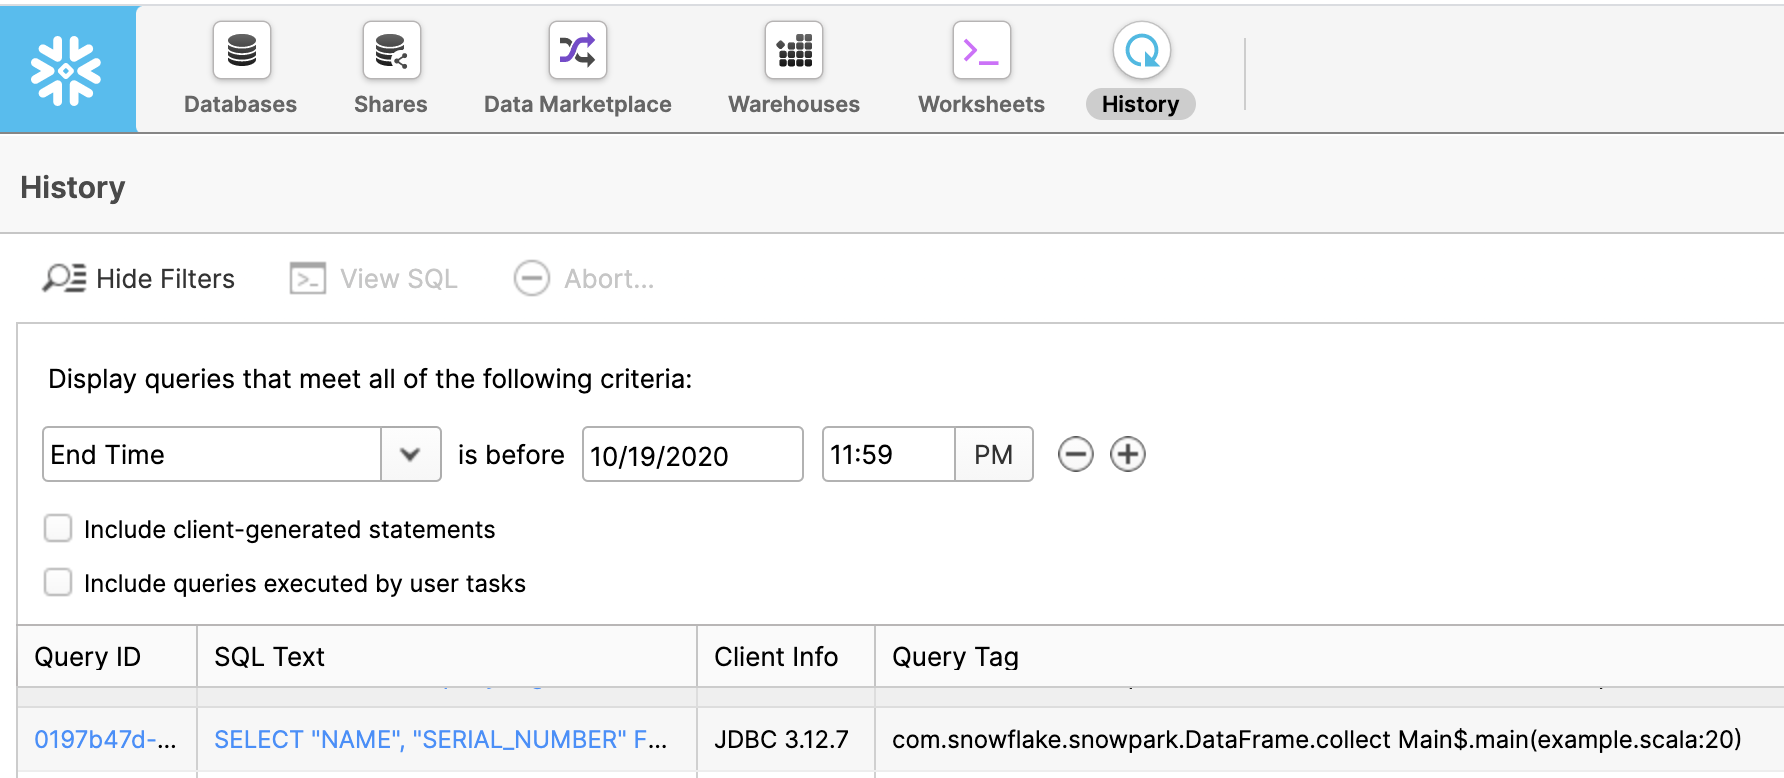 Databases Shares Data Marketplace Warehouses Worksheets History
History
Hide Filters View SQL Abort...
Display queries that meet all of the following criteria:
End Time is before 10/19/2020 11:59 PM
Include client-generated statements
Include queries executed by user tasks
Query ID SQL Text Client Info Query Tag
0197b47d-... SELECT "NAME", "SERIAL_NUMBER" F... JDBC 3.12.7 com.snowflake.snowpark.DataFrame.collect Main$.main(example.scala:20)